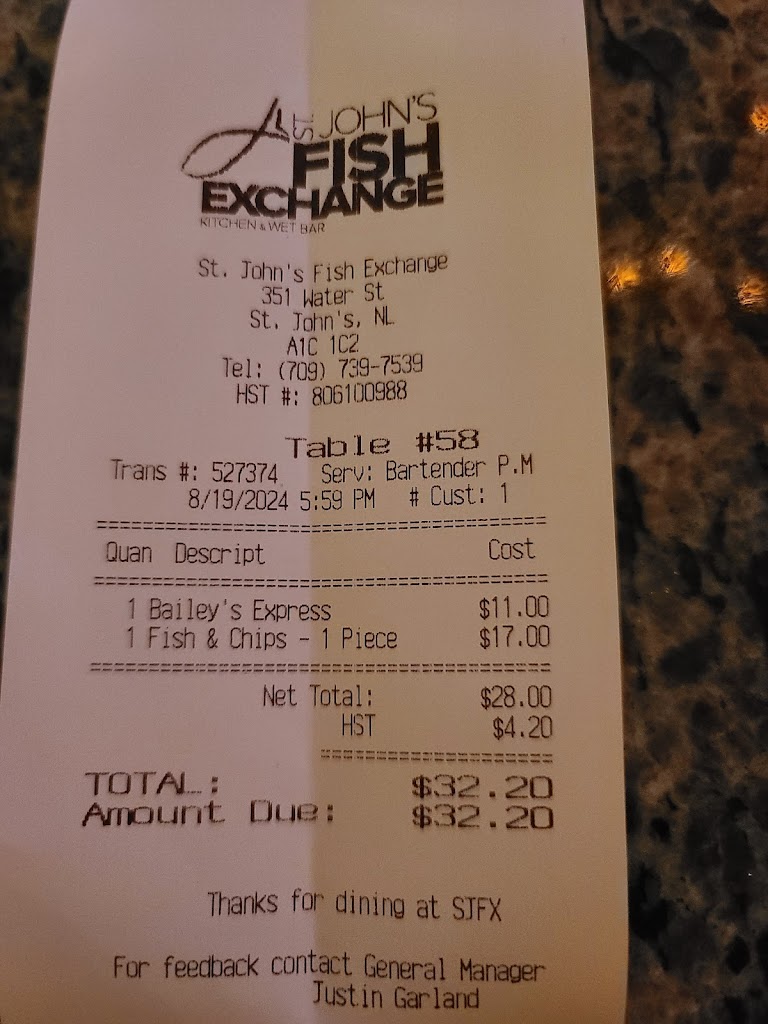 ST. JOHN'S
FISH
EXCHANGE
KITCHEN & WET BAR
St. John's Fish Exchange
351 Water St
St. John's, NL
A1C 1C2
Tel: (709) 739-7539
HST #: 806100988
Table #58
Trans #: 527374 Serv: Bartender P.M
8/19/2024 5:59 PM # Cust: 1
Quan Descript Cost
1 Bailey's Express $11.00
1 Fish & Chips - 1 Piece $17.00
Net Total: $28.00
HST $4.20
TOTAL: $32.20
Amount Due: $32.20
Thanks for dining at SJFX
For feedback contact General Manager
Justin Garland